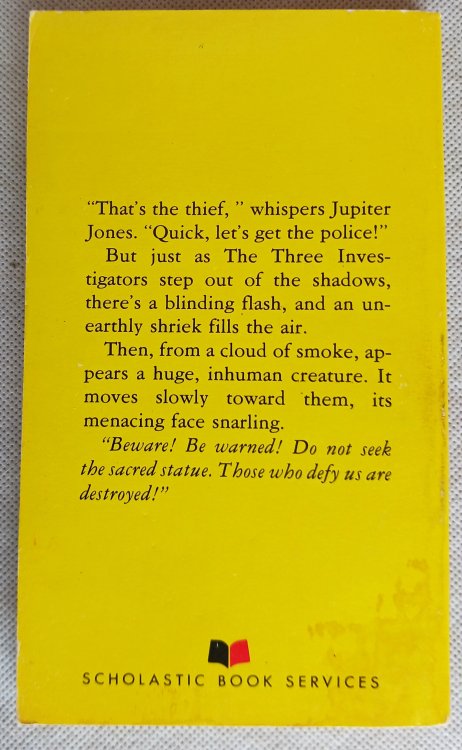 “That's the thief, ” whispers Jupiter
Jones. “Quick, let's get the police!”
But just as The Three Inves-
tigators step out of the shadows,
there's a blinding flash, and an un-
earthly shriek fills the air.
Then, from a cloud of smoke, ap-
pears a huge, inhuman creature. It
moves slowly toward them, its
menacing face snarling.
“Beware! Be warned! Do not seek
the sacred statue. Those who defy us are
destroyed!”
SCHOLASTIC BOOK SERVICES